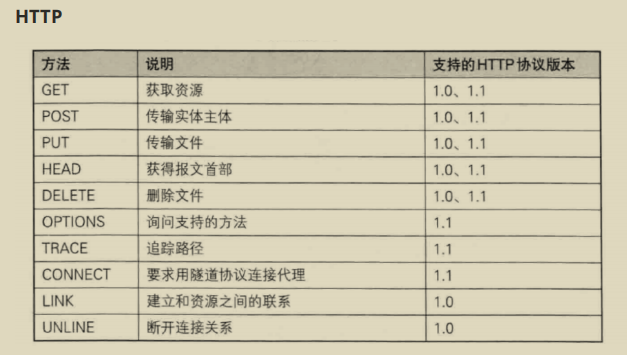 HTTP
方法 说明 支持的HTTP协议版本
GET 获取资源 1.0、1.1
POST 传输实体主体 1.0、1.1
PUT 传输文件 1.0、1.1
HEAD 获得报文首部 1.0、1.1
DELETE 删除文件 1.0、1.1
OPTIONS 询问支持的方法 1.1
TRACE 追踪路径 1.1
CONNECT 要求用隧道协议连接代理 1.1
LINK 建立和资源之间的联系 1.0
UNLINE 断开连接关系 1.0